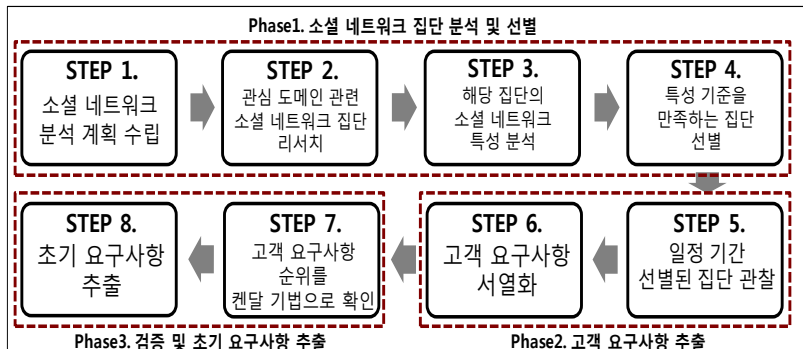 Phase1. 소셜 네트워크 집단 분석 및 선별
STEP 1.
소셜 네트워크
분석 계획 수립
STEP 2.
관심 도메인 관련
소셜 네트워크 집단
리서치
STEP 3.
해당 집단의
소셜 네트워크
특성 분석
STEP 4.
특성 기준을
만족하는 집단
선별
STEP 5.
일정 기간
선별된 집단 관찰
STEP 6.
고객 요구사항
서열화
STEP 7.
고객 요구사항
순위를
켄달 기법으로 확인
STEP 8.
초기 요구사항
추출
Phase3. 검증 및 초기 요구사항 추출
Phase2. 고객 요구사항 추출